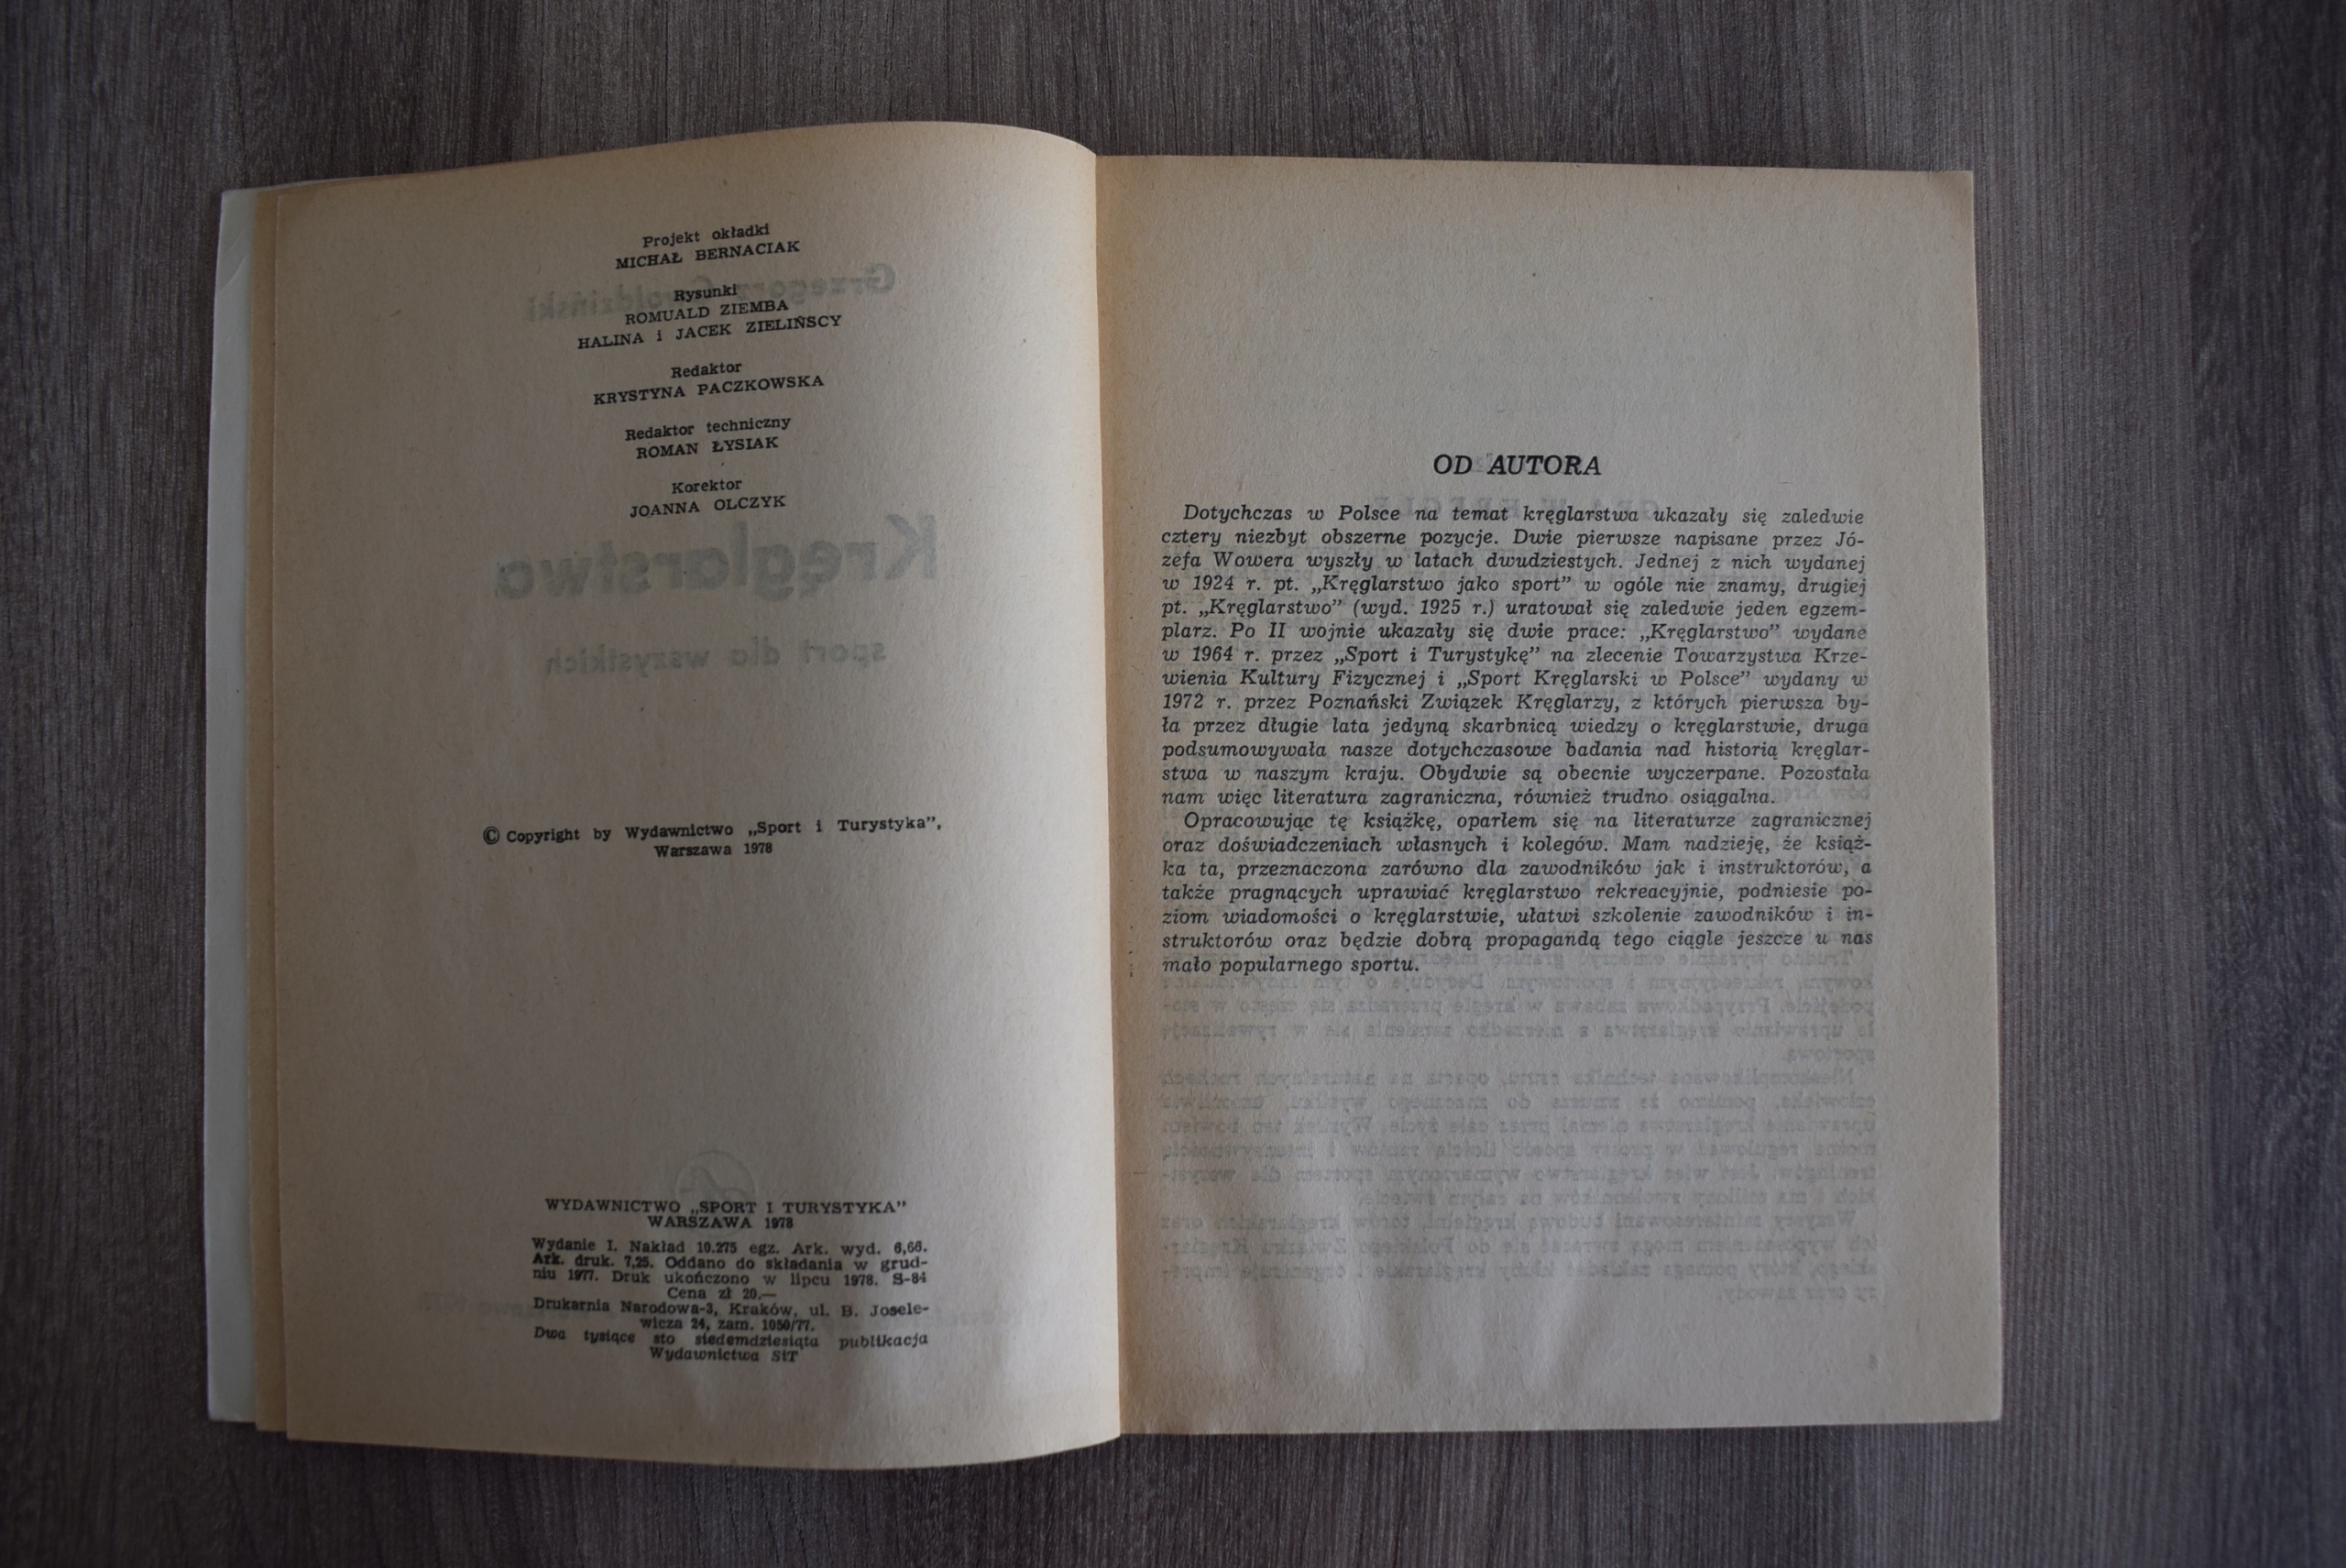 Projekt okładki
MICHAŁ BERNACIAK
Rysunki
ROMUALD ZIEMBA
HALINA i JACEK ZIELIŃSCY
Redaktor
KRYSTYNA PACZKOWSKA
Redaktor techniczny
ROMAN ŁYSIAK
Korektor
JOANNA OLCZYK
© Copyright by Wydawnictwo „Sport i Turystyka”,
Warszawa 1978
WYDAWNICTWO „SPORT I TURYSTYKA”
WARSZAWA 1978
Wydanie I. Nakład 10.275 egz. Ark. wyd. 6,66.
Ark. druk. 7,25. Oddano do składania w grud-
niu 1977. Druk ukończono w lipcu 1978. S-84
Cena zł 20.—
Drukarnia Narodowa-3, Kraków, ul. B. Josele-
wicza 24, zam. 1050/77.
Dwa tysiące sto siedemdziesiąta publikacja
Wydawnictwa SiT
OD AUTORA
Dotychczas w Polsce na temat kręglarstwa ukazały się zaledwie
cztery niezbyt obszerne pozycje. Dwie pierwsze napisane przez Jó-
zefa Wowera wyszły w latach dwudziestych. Jednej z nich wydanej
w 1924 r. pt. „Kręglarstwo jako sport” w ogóle nie znamy, drugiej
pt. „Kręglarstwo” (wyd. 1925 r.) uratował się zaledwie jeden egzem-
plarz. Po II wojnie ukazały się dwie prace: „Kręglarstwo” wydane
w 1964 r. przez „Sport i Turystykę” na zlecenie Towarzystwa Krze-
wienia Kultury Fizycznej i „Sport Kręglarski w Polsce” wydany w
1972 r. przez Poznański Związek Kręglarzy, z których pierwsza by-
ła przez długie lata jedyną skarbnicą wiedzy o kręglarstwie, druga
podsumowywała nasze dotychczasowe badania nad historią kręglar-
stwa w naszym kraju. Obydwie są obecnie wyczerpane. Pozostała
nam więc literatura zagraniczna, również trudno osiągalna.
Opracowując tę książkę, oparłem się na literaturze zagranicznej
oraz doświadczeniach własnych i kolegów. Mam nadzieję, że książ-
ka ta, przeznaczona zarówno dla zawodników jak i instruktorów, a
także pragnących uprawiać kręglarstwo rekreacyjnie, podniesie po-
ziom wiadomości o kręglarstwie, ułatwi szkolenie zawodników i in-
struktorów oraz będzie dobrą propagandą tego ciągle jeszcze u nas
mało popularnego sportu.